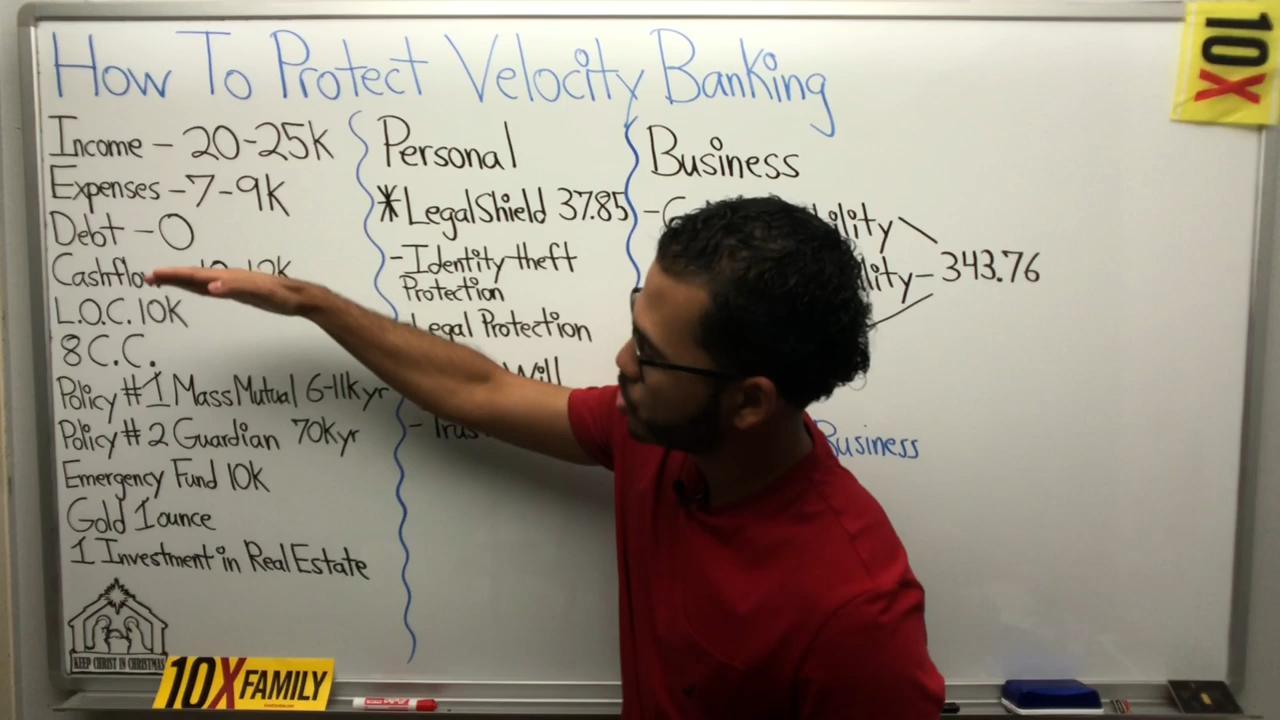 How To Protect Velocity Banking
10X
Income - 20-25K
Expenses - 7-9K
Debt - 0
L.O.C. 10K
8 C.C.
Policy #1 MassMutual 6-11kyr
Policy #2 Guardian 70Kyr
Emergency Fund 10K
Gold 1 ounce
1 Investment in Real Estate
KEEP CHRIST IN CHRISTMAS
10X FAMILY
Personal
*LegalShield 37.85
-Identity theft
Protection
Legal Protection
Will
Business
343.76
Business